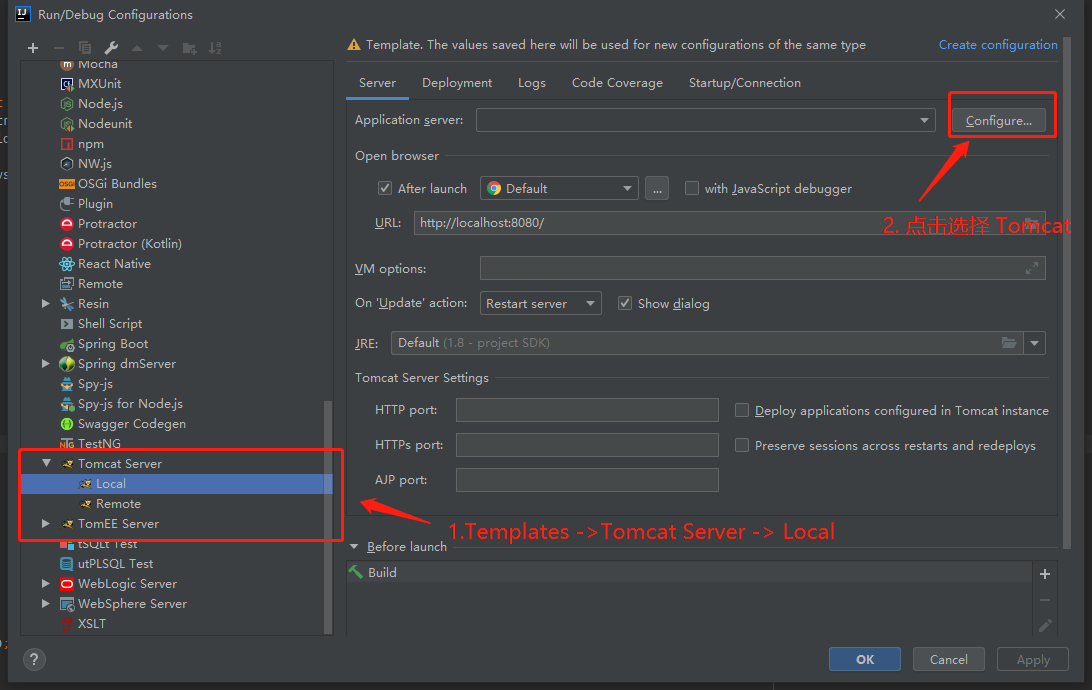 Run/Debug Configurations
Template. The values saved here will be used for new configurations of the same type
Create configuration
Mocha
MXUnit
Node.js
Nodeunit
npm
NW.js
OSGi Bundles
Plugin
Protractor
Protractor (Kotlin)
React Native
Remote
Resin
Shell Script
Spring Boot
Spring dmServer
Spy-js
Spy-js for Node.js
Swagger Codegen
TestNG
Tomcat Server
Local
Remote
TomEE Server
tSQLt Test
utPLSQL Test
WebLogic Server
WebSphere Server
XSLT
Server Deployment Logs Code Coverage Startup/Connection
Application server: Configure...
Open browser
After launch Default ... with JavaScript debugger
URL: http://localhost:8080/
2. 点击选择 Tomcat
VM options:
On 'Update' action: Restart server Show dialog
JRE: Default (1.8 - project SDK)
Tomcat Server Settings
HTTP port: Deploy applications configured in Tomcat instance
HTTPs port: Preserve sessions across restarts and redeploys
AJP port:
1.Templates ->Tomcat Server -> Local
Before launch
Build
? OK Cancel Apply